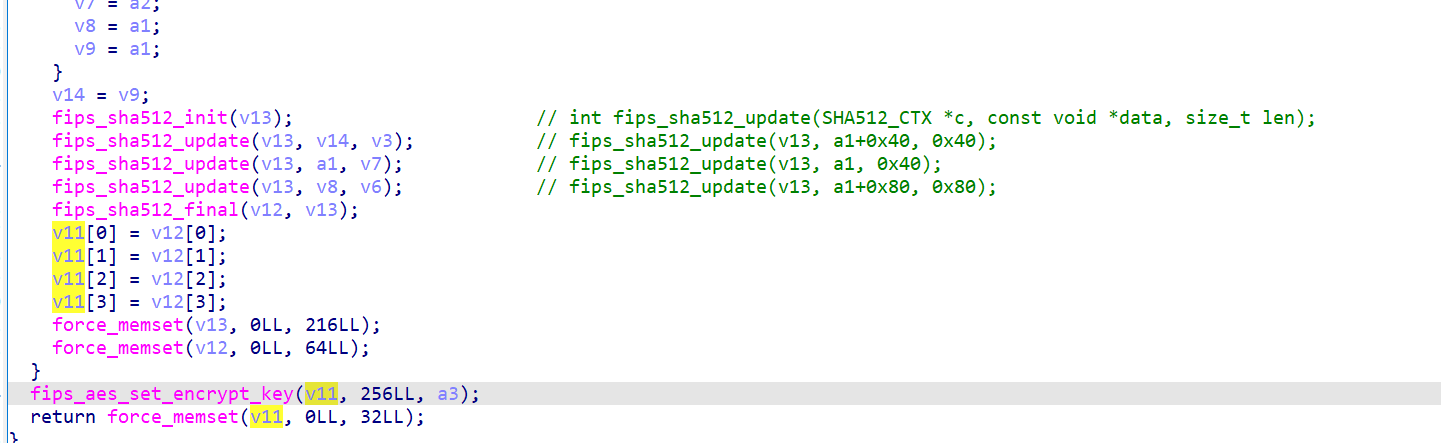 v7 = a2;
v8 = a1;
v9 = a1;
}
v14 = v9;
fips_sha512_init(v13); // int fips_sha512_update(SHA512_CTX *c, const void *data, size_t len);
fips_sha512_update(v13, v14, v3); // fips_sha512_update(v13, a1+0x40, 0x40);
fips_sha512_update(v13, a1, v7); // fips_sha512_update(v13, a1, 0x40);
fips_sha512_update(v13, v8, v6); // fips_sha512_update(v13, a1+0x80, 0x80);
fips_sha512_final(v12, v13);
v11[0] = v12[0];
v11[1] = v12[1];
v11[2] = v12[2];
v11[3] = v12[3];
force_memset(v13, 0LL, 216LL);
force_memset(v12, 0LL, 64LL);
}
fips_aes_set_encrypt_key(v11, 256LL, a3);
return force_memset(v11, 0LL, 32LL);
}